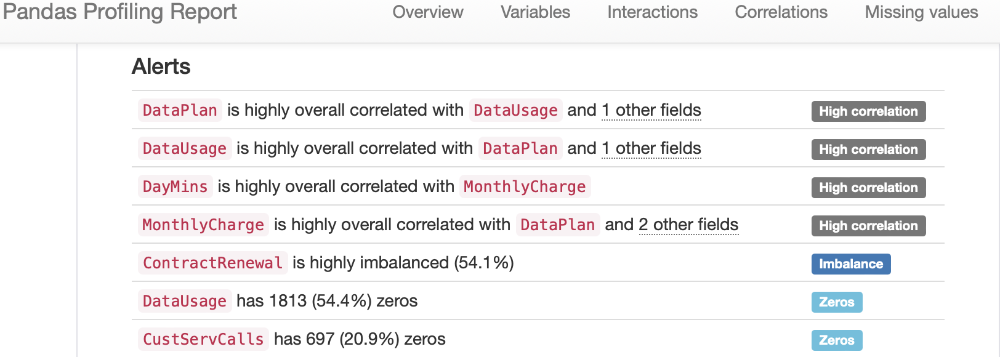 Pandas Profiling Report Overview Variables Interactions Correlations Missing values
Alerts
DataPlan is highly overall correlated with DataUsage and 1 other fields High correlation
DataUsage is highly overall correlated with DataPlan and 1 other fields High correlation
DayMins is highly overall correlated with MonthlyCharge High correlation
MonthlyCharge is highly overall correlated with DataPlan and 2 other fields High correlation
ContractRenewal is highly imbalanced (54.1%) Imbalance
DataUsage has 1813 (54.4%) zeros Zeros
CustServCalls has 697 (20.9%) zeros Zeros